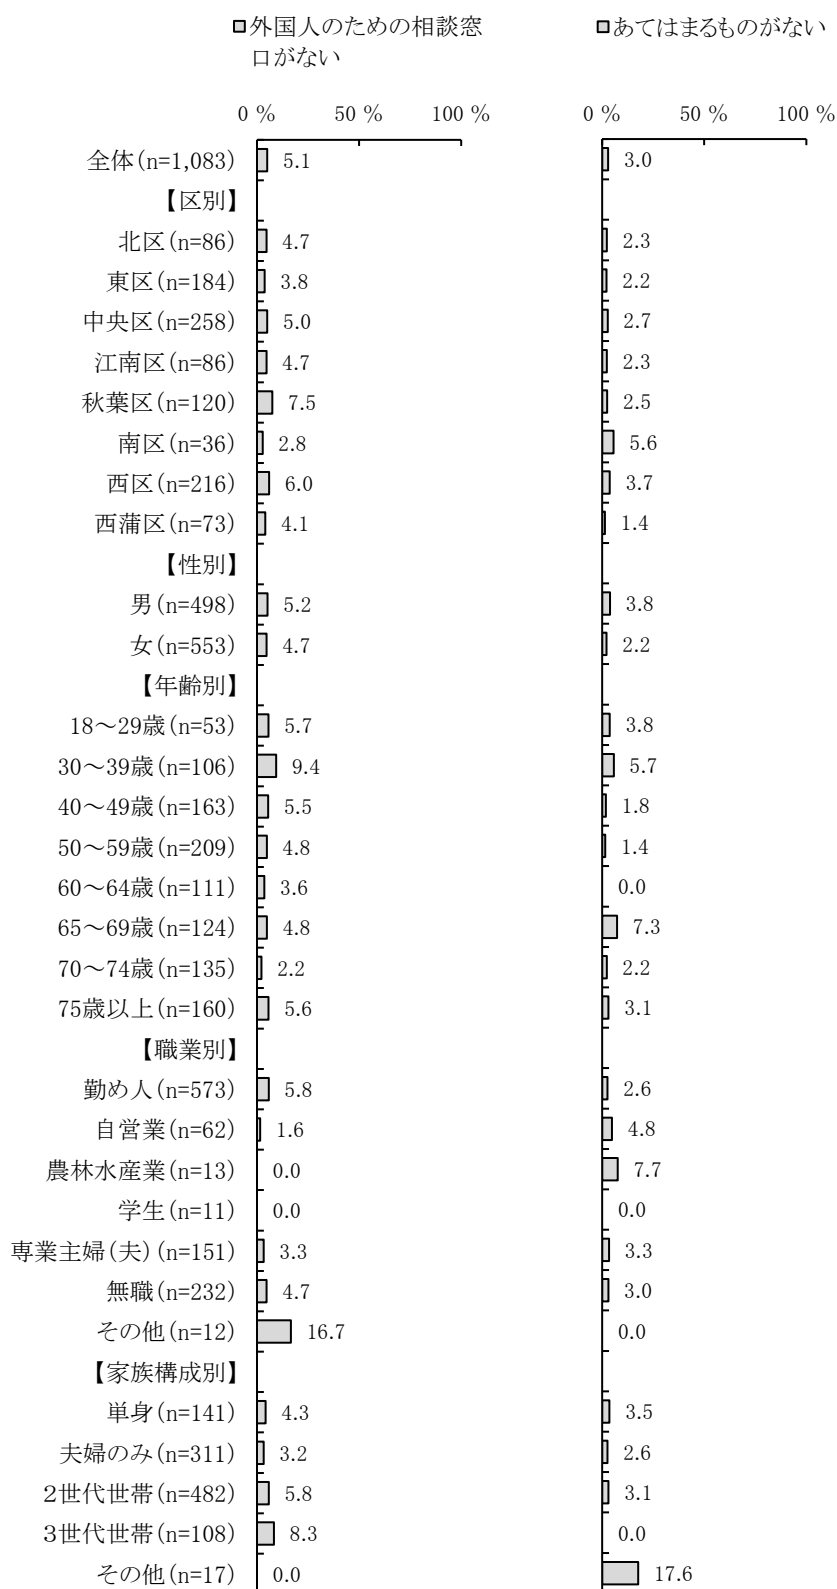 外国人のための相談窓
口がない
あてはまるものがない
0 % 50 % 100 % 0 % 50 % 100 %
全体(n=1,083) 5.1 3.0
【区別】
北区(n=86) 4.7 2.3
東区(n=184) 3.8 2.2
中央区(n=258) 5.0 2.7
江南区(n=86) 4.7 2.3
秋葉区(n=120) 7.5 2.5
南区(n=36) 2.8 5.6
西区(n=216) 6.0 3.7
西蒲区(n=73) 4.1 1.4
【性別】
男(n=498) 5.2 3.8
女(n=553) 4.7 2.2
【年齢別】
18～29歳(n=53) 5.7 3.8
30～39歳(n=106) 9.4 5.7
40～49歳(n=163) 5.5 1.8
50～59歳(n=209) 4.8 1.4
60～64歳(n=111) 3.6 0.0
65～69歳(n=124) 4.8 7.3
70～74歳(n=135) 2.2 2.2
75歳以上(n=160) 5.6 3.1
【職業別】
勤め人(n=573) 5.8 2.6
自営業(n=62) 1.6 4.8
農林水産業(n=13) 0.0 7.7
学生(n=11) 0.0 0.0
専業主婦(夫)(n=151) 3.3 3.3
無職(n=232) 4.7 3.0
その他(n=12) 16.7 0.0
【家族構成別】
単身(n=141) 4.3 3.5
夫婦のみ(n=311) 3.2 2.6
2世代世帯(n=482) 5.8 3.1
3世代世帯(n=108) 8.3 0.0
その他(n=17) 0.0 17.6